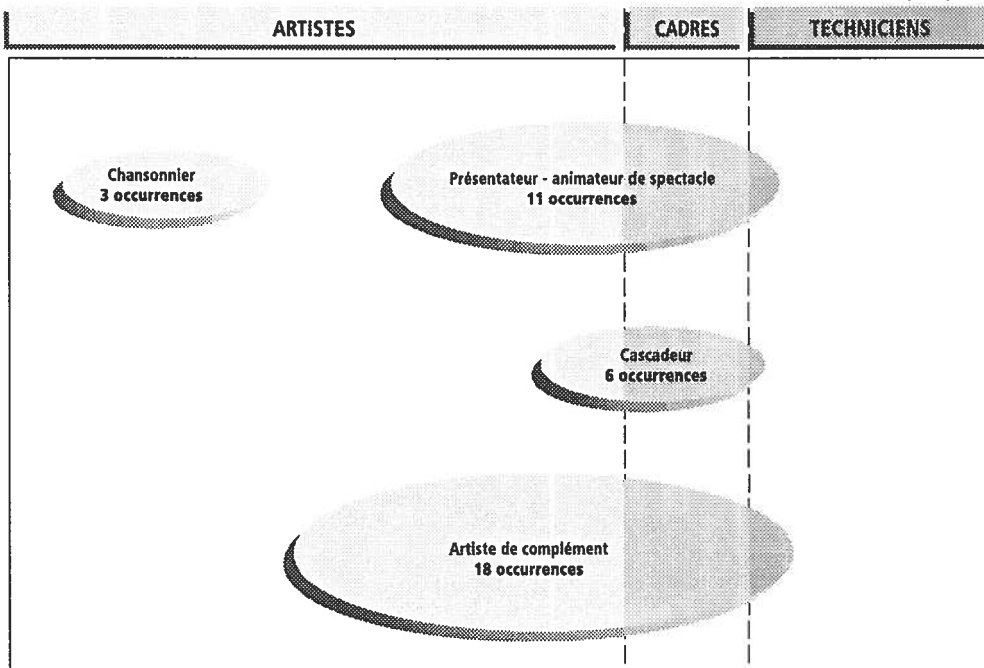 ARTISTES CADRES TECHNICIENS
Chansonnier
3 occurrences
Présentateur - animateur de spectacle
11 occurrences
Cascadeur
6 occurrences
Artiste de complément
18 occurrences